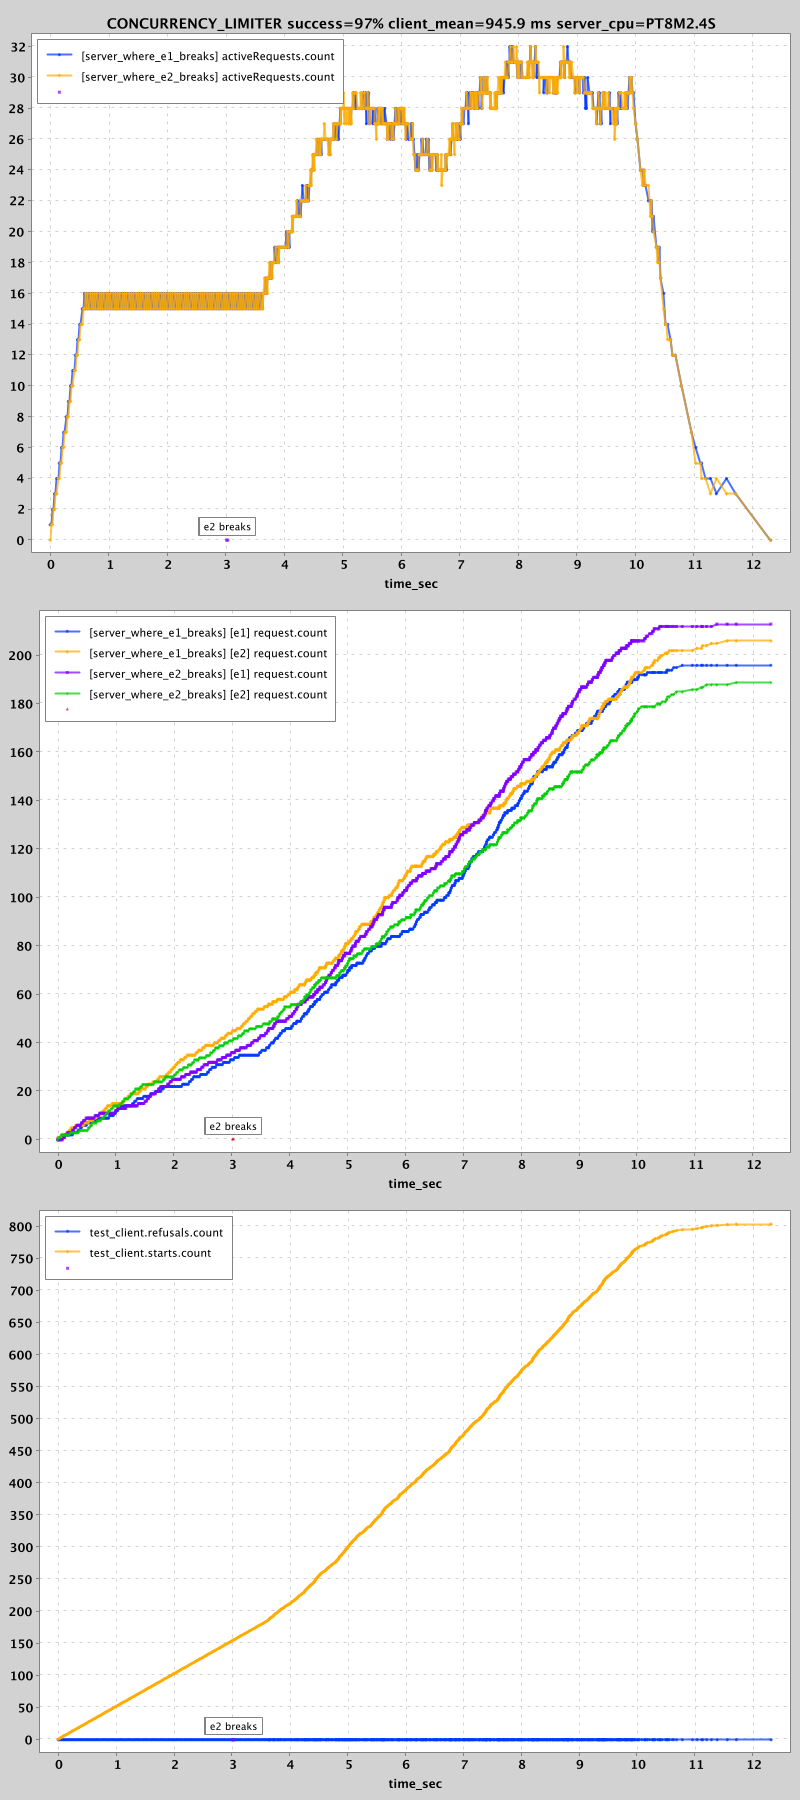 CONCURRENCY_LIMITER success=97% client_mean=945.9 ms server_cpu=PT8M2.4S
[server_where_e1_breaks] activeRequests.count
[server_where_e2_breaks] activeRequests.count
32
30
28
26
24
22
20
18
16
14
12
10
8
6
4
2
0
e2 breaks
0 1 2 3 4 5 6 7 8 9 10 11 12
time_sec
[server_where_e1_breaks] [e1] request.count
[server_where_e1_breaks] [e2] request.count
[server_where_e2_breaks] [e1] request.count
[server_where_e2_breaks] [e2] request.count
200
180
160
140
120
100
80
60
40
20
0
e2 breaks
0 1 2 3 4 5 6 7 8 9 10 11 12
time_sec
test_client.refusals.count
test_client.starts.count
800
750
700
650
600
550
500
450
400
350
300
250
200
150
100
50
0
e2 breaks
0 1 2 3 4 5 6 7 8 9 10 11 12
time_sec